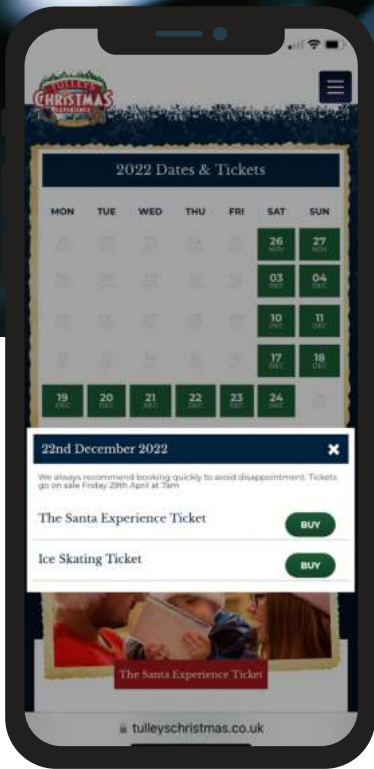 TULLEYS
CHRISTMAS
EXPERIENCE
2022 Dates & Tickets
MON TUE WED THU FRI SAT SUN
26 27
NOV NOV
03 04
DEC DEC
10 11
DEC DEC
17 18
DEC DEC
19 20 21 22 23 24
DEC DEC DEC DEC DEC DEC
22nd December 2022
We always recommend booking quickly to avoid disappointment. Tickets
go on sale Friday 29th April at 7am
The Santa Experience Ticket BUY
Ice Skating Ticket BUY
The Santa Experience Ticket
tulleyschristmas.co.uk